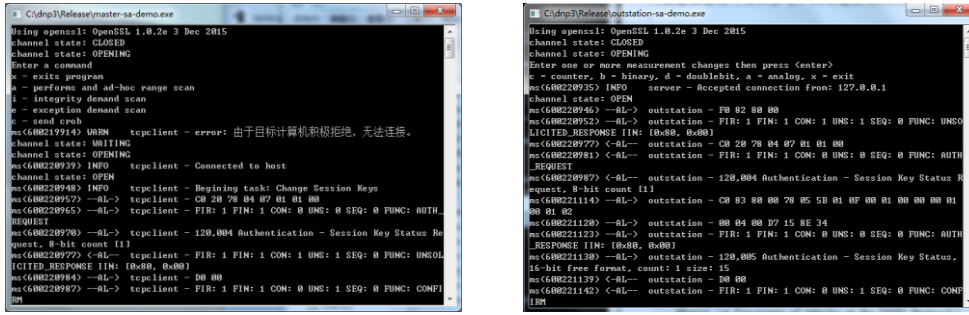 C:\dnp3\Release\master-sa-demo.exe
Using openssl: OpenSSL 1.0.2e 3 Dec 2015
channel state: CLOSED
channel state: OPENING
Enter a command
x - exits program
a - performs and ad-hoc range scan
i - integrity demand scan
e - exception demand scan
c - send crob
ms(600219914) WARN tcpclient - error: 由于目标计算机积极拒绝，无法连接。
channel state: WAITING
channel state: OPENING
ms(600220939) INFO tcpclient - Connected to host
channel state: OPEN
ms(600220948) INFO tcpclient - Begining task: Change Session Keys
ms(600220957) --AL-> tcpclient - C0 20 78 04 07 01 01 00
ms(600220965) --AL-> tcpclient - FIR: 1 FIN: 1 CON: 0 UNS: 0 SEQ: 0 FUNC: AUTH_
REQUEST
ms(600220970) --AL-> tcpclient - 120,004 Authentication - Session Key Status Re
quest, 8-bit count [1]
ms(600220977) <-AL-- tcpclient - FIR: 1 FIN: 1 CON: 1 UNS: 1 SEQ: 0 FUNC: UNSOL
ICITED_RESPONSE IIN: [0x80, 0x00]
ms(600220984) --AL-> tcpclient - D0 00
ms(600220987) --AL-> tcpclient - FIR: 1 FIN: 1 CON: 0 UNS: 1 SEQ: 0 FUNC: CONFI
RM
C:\dnp3\Release\outstation-sa-demo.exe
Using openssl: OpenSSL 1.0.2e 3 Dec 2015
channel state: CLOSED
channel state: OPENING
Enter one or more measurement changes then press <enter>
c = counter, b = binary, d = doublebit, a = analog, x = exit
ms(600220935) INFO server - Accepted connection from: 127.0.0.1
channel state: OPEN
ms(600220946) --AL-> outstation - F0 82 80 00
ms(600220952) --AL-> outstation - FIR: 1 FIN: 1 CON: 1 UNS: 1 SEQ: 0 FUNC: UNSO
LICITED_RESPONSE IIN: [0x80, 0x00]
ms(600220977) <-AL-- outstation - C0 20 78 04 07 01 01 00
ms(600220981) <-AL-- outstation - FIR: 1 FIN: 1 CON: 0 UNS: 0 SEQ: 0 FUNC: AUTH
_REQUEST
ms(600220987) <-AL-- outstation - 120,004 Authentication - Session Key Status R
equest, 8-bit count [1]
ms(600221114) --AL-> outstation - C0 83 80 00 78 05 5B 01 0F 00 01 00 00 00 01
00 01 02
ms(600221120) --AL-> outstation - 00 04 00 D7 15 8E 34
ms(600221123) --AL-> outstation - FIR: 1 FIN: 1 CON: 0 UNS: 0 SEQ: 0 FUNC: AUTH
_RESPONSE IIN: [0x80, 0x00]
ms(600221130) --AL-> outstation - 120,005 Authentication - Session Key Status,
16-bit free format, count: 1 size: 15
ms(600221139) <-AL-- outstation - D0 00
ms(600221142) <-AL-- outstation - FIR: 1 FIN: 1 CON: 0 UNS: 1 SEQ: 0 FUNC: CONF
IRM